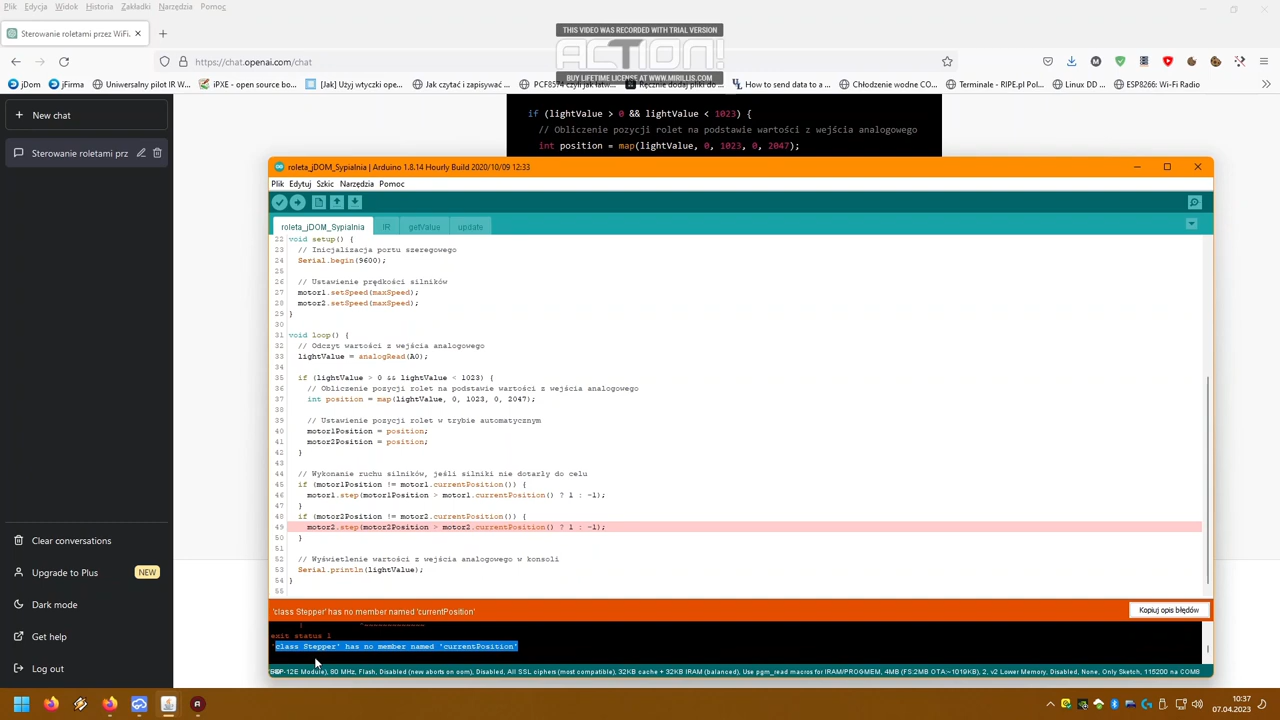 Plik Edycja Widok Historia Zakładki Narzędzia Pomoc
THIS VIDEO WAS RECORDED WITH TRIAL VERSION
ACTION!
BUY LIFETIME LICENSE AT WWW.MIRILLIS.COM
Sterowanie roletami przez WiFi.
https://chat.openai.com/chat
jDOM jFirma Uniwersalny pilot IR W... iPXE - open source bo... [Jak] Użyj wtyczki ope... Jak czytać i zapisywać ... PCF8574 czyli jak łatw... Ręcznie dodaj pliki do ... How to send data to a ... Chłodzenie wodne CO... Terminale - RIPE.pl Pol... Linux DD ... ESP8266: Wi-Fi Radio
New chat
Sterowanie roletami prz
if (lightValue > 0 && lightValue < 1023) {
// Obliczenie pozycji rolet na podstawie wartości z wejścia analogowego
int position = map(lightValue, 0, 1023, 0, 2047);
roleta_jDOM_Sypialnia | Arduino 1.8.14 Hourly Build 2020/10/09 12:33
Plik Edytuj Szkic Narzędzia Pomoc
roleta_jDOM_Sypialnia IR getValue update
22 void setup() {
23 // Inicjalizacja portu szeregowego
24 Serial.begin(9600);
25
26 // Ustawienie prędkości silników
27 motor1.setSpeed(maxSpeed);
28 motor2.setSpeed(maxSpeed);
29 }
30
31 void loop() {
32 // Odczyt wartości z wejścia analogowego
33 lightValue = analogRead(A0);
34
35 if (lightValue > 0 && lightValue < 1023) {
36 // Obliczenie pozycji rolet na podstawie wartości z wejścia analogowego
37 int position = map(lightValue, 0, 1023, 0, 2047);
38
39 // Ustawienie pozycji rolet w trybie automatycznym
40 motor1Position = position;
41 motor2Position = position;
42 }
43
44 // Wykonanie ruchu silników, jeśli silniki nie dotarły do celu
45 if (motor1Position != motor1.currentPosition()) {
46 motor1.step(motor1Position > motor1.currentPosition() ? 1 : -1);
47 }
48 if (motor2Position != motor2.currentPosition()) {
49 motor2.step(motor2Position > motor2.currentPosition() ? 1 : -1);
50 }
51
52 // Wyświetlenie wartości z wejścia analogowego w konsoli
53 Serial.println(lightValue);
54 }
55
Clear conversations
Upgrade to Plus NEW
Dark mode
Get help
Log out
'class Stepper' has no member named 'currentPosition'
Kopiuj opis błędów
| ^~~~~~~~~~~~~~~
exit status 1
'class Stepper' has no member named 'currentPosition'
Module), 80 MHz, Flash, Disabled (new aborts on oom), Disabled, All SSL ciphers (most compatible), 32KB cache + 32KB IRAM (balanced), Use pgm_read macros for IRAM/PROGMEM, 4MB (FS:2MB OTA:~1019KB), 2, v2 Lower Memory, Disabled, None, Only Sketch, 115200 na COM8
10:37
07.04.2023